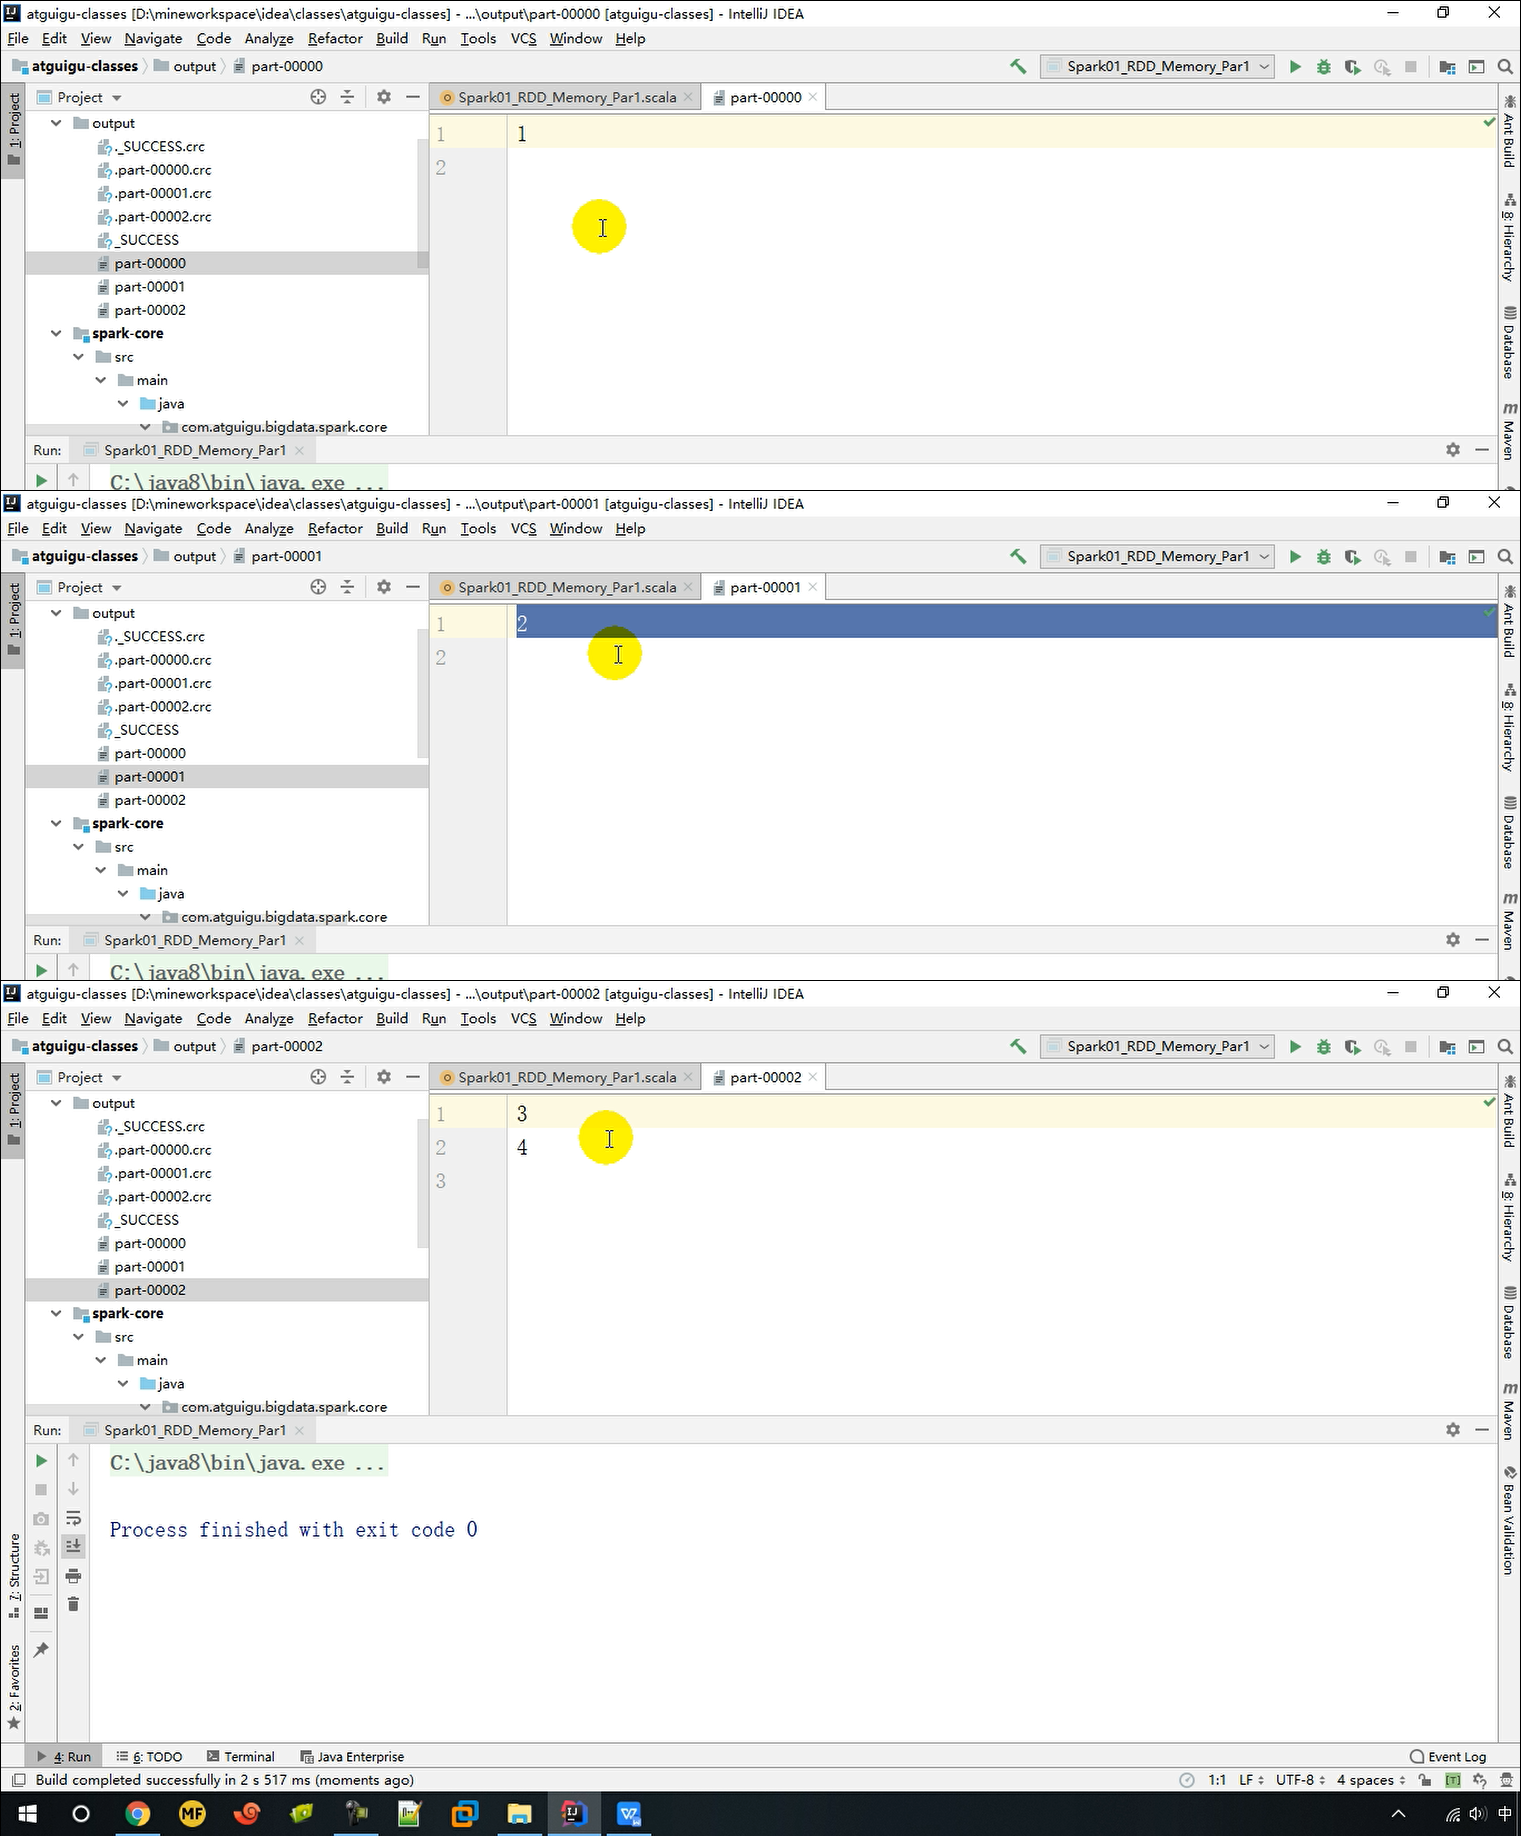 atguigu-classes [D:\mineworkspace\idea\classes\atguigu-classes] - ...\output\part-00000 [atguigu-classes] - IntelliJ IDEA
File Edit View Navigate Code Analyze Refactor Build Run Tools VCS Window Help
atguigu-classes output part-00000 Spark01_RDD_Memory_Par1
1: Project
Project Spark01_RDD_Memory_Par1.scala part-00000
output
._SUCCESS.crc
.part-00000.crc
.part-00001.crc
.part-00002.crc
_SUCCESS
part-00000
part-00001
part-00002
spark-core
src
main
java
com.atguigu.bigdata.spark.core
1 1
2
Ant Build
8: Hierarchy
Database
Maven
Run: Spark01_RDD_Memory_Par1
C:\java8\bin\java.exe ...
atguigu-classes [D:\mineworkspace\idea\classes\atguigu-classes] - ...\output\part-00001 [atguigu-classes] - IntelliJ IDEA
File Edit View Navigate Code Analyze Refactor Build Run Tools VCS Window Help
atguigu-classes output part-00001 Spark01_RDD_Memory_Par1
1: Project
Project Spark01_RDD_Memory_Par1.scala part-00001
output
._SUCCESS.crc
.part-00000.crc
.part-00001.crc
.part-00002.crc
_SUCCESS
part-00000
part-00001
part-00002
spark-core
src
main
java
com.atguigu.bigdata.spark.core
1 2
2
Ant Build
8: Hierarchy
Database
Maven
Run: Spark01_RDD_Memory_Par1
C:\java8\bin\java.exe ...
atguigu-classes [D:\mineworkspace\idea\classes\atguigu-classes] - ...\output\part-00002 [atguigu-classes] - IntelliJ IDEA
File Edit View Navigate Code Analyze Refactor Build Run Tools VCS Window Help
atguigu-classes output part-00002 Spark01_RDD_Memory_Par1
1: Project
Project Spark01_RDD_Memory_Par1.scala part-00002
output
._SUCCESS.crc
.part-00000.crc
.part-00001.crc
.part-00002.crc
_SUCCESS
part-00000
part-00001
part-00002
spark-core
src
main
java
com.atguigu.bigdata.spark.core
1 3
2 4
3
Ant Build
8: Hierarchy
Database
Maven
Bean Validation
Run: Spark01_RDD_Memory_Par1
C:\java8\bin\java.exe ...
Process finished with exit code 0
7: Structure
2: Favorites
4: Run 6: TODO Terminal Java Enterprise Event Log
Build completed successfully in 2 s 517 ms (moments ago) 1:1 LF UTF-8 4 spaces [T]
MF 中